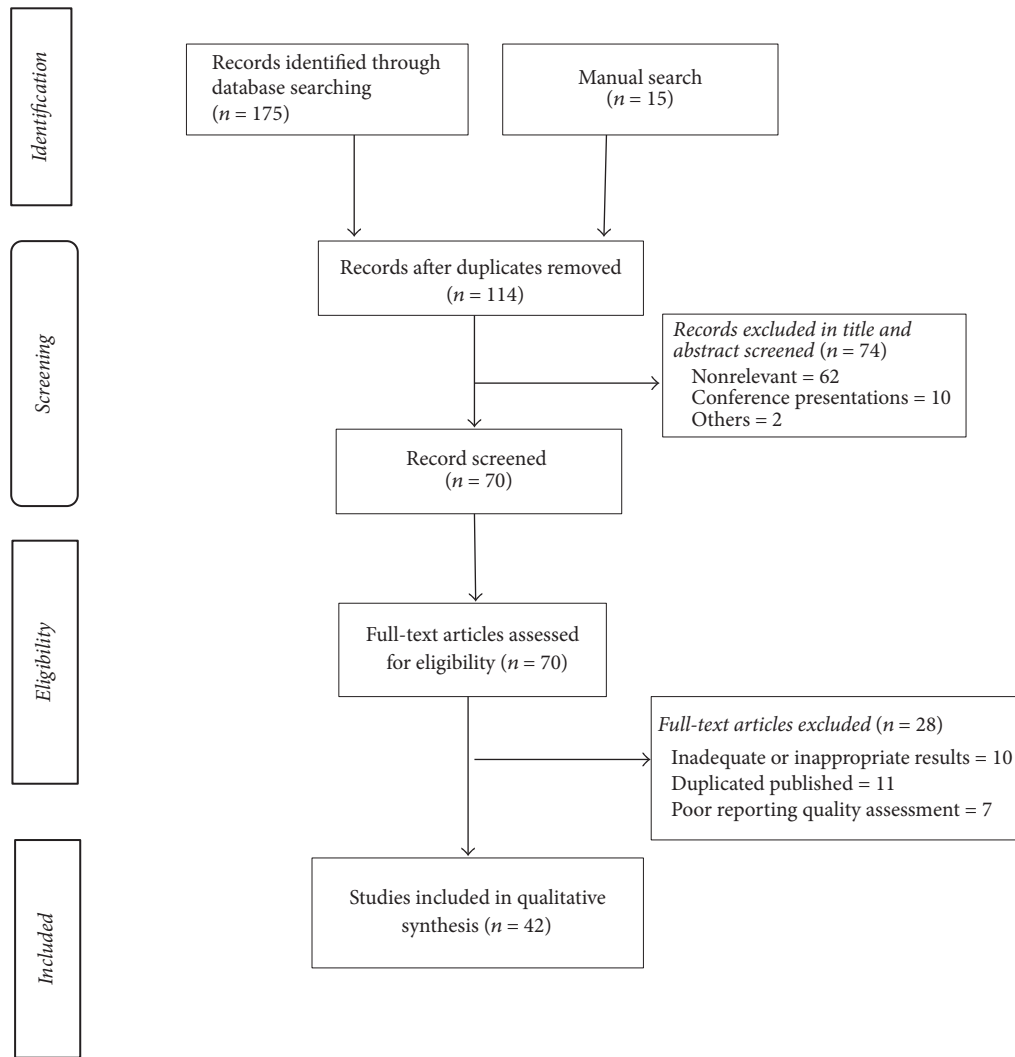 Identification
Records identified through
database searching
(n = 175)
Manual search
(n = 15)
Screening
Records after duplicates removed
(n = 114)
Records excluded in title and
abstract screened (n = 74)
Nonrelevant = 62
Conference presentations = 10
Others = 2
Record screened
(n = 70)
Eligibility
Full-text articles assessed
for eligibility (n = 70)
Full-text articles excluded (n = 28)
Inadequate or inappropriate results = 10
Duplicated published = 11
Poor reporting quality assessment = 7
Included
Studies included in qualitative
synthesis (n = 42)